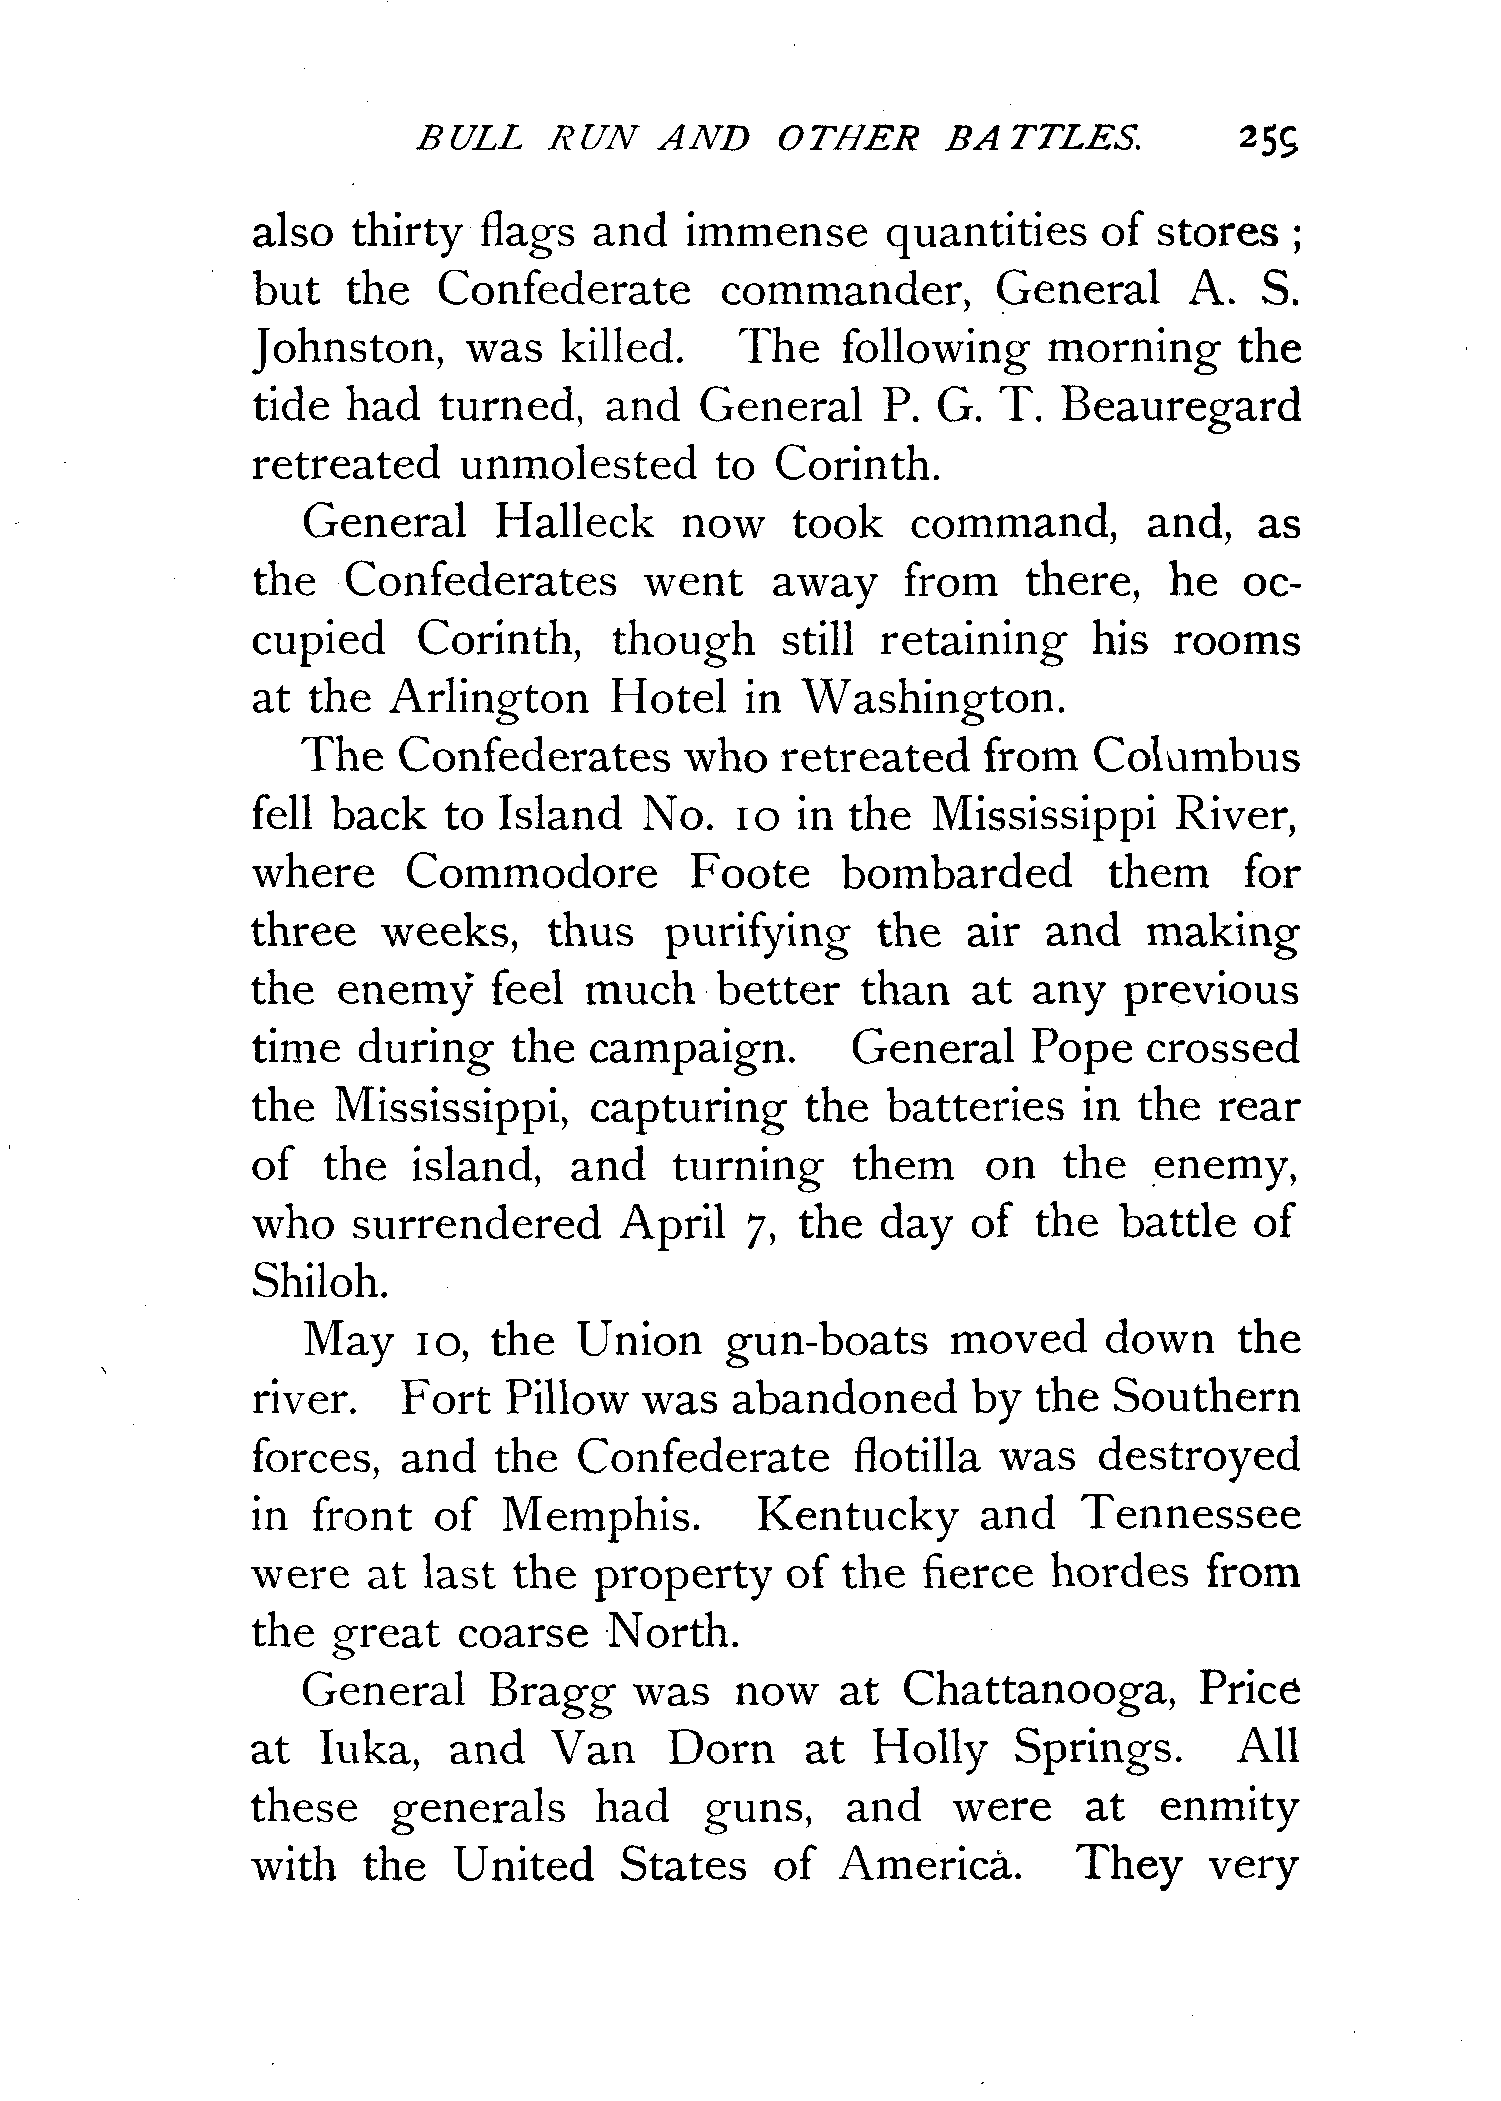 BULL RUN AND OTHER BATTLES. 255
also thirty flags and immense quantities of stores ;
but the Confederate commander, General A. S.
Johnston, was killed. The following morning the
tide had turned, and General P. G. T. Beauregard
retreated unmolested to Corinth.
General Halleck now took command, and, as
the Confederates went away from there, he oc-
cupied Corinth, though still retaining his rooms
at the Arlington Hotel in Washington.
The Confederates who retreated from Columbus
fell back to Island No. 10 in the Mississippi River,
where Commodore Foote bombarded them for
three weeks, thus purifying the air and making
the enemy feel much better than at any previous
time during the campaign. General Pope crossed
the Mississippi, capturing the batteries in the rear
of the island, and turning them on the enemy,
who surrendered April 7, the day of the battle of
Shiloh.
May 10, the Union gun-boats moved down the
river. Fort Pillow was abandoned by the Southern
forces, and the Confederate flotilla was destroyed
in front of Memphis. Kentucky and Tennessee
were at last the property of the fierce hordes from
the great coarse North.
General Bragg was now at Chattanooga, Price
at Iuka, and Van Dorn at Holly Springs. All
these generals had guns, and were at enmity
with the United States of America. They very